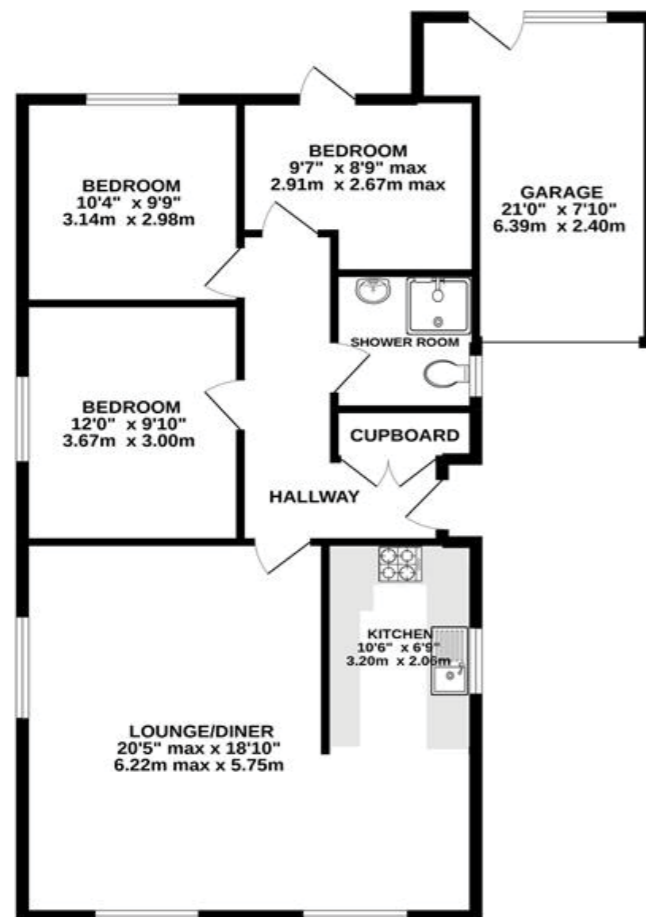 BEDROOM
9'7" x 8'9" max
2.91m x 2.67m max
BEDROOM
10'4" x 9'9"
3.14m x 2.98m
GARAGE
21'0" x 7'10"
6.39m x 2.40m
SHOWER ROOM
BEDROOM
12'0" x 9'10"
3.67m x 3.00m
CUPBOARD
HALLWAY
KITCHEN
10'6" x 6'9"
3.20m x 2.06m
LOUNGE/DINER
20'5" max x 18'10"
6.22m max x 5.75m